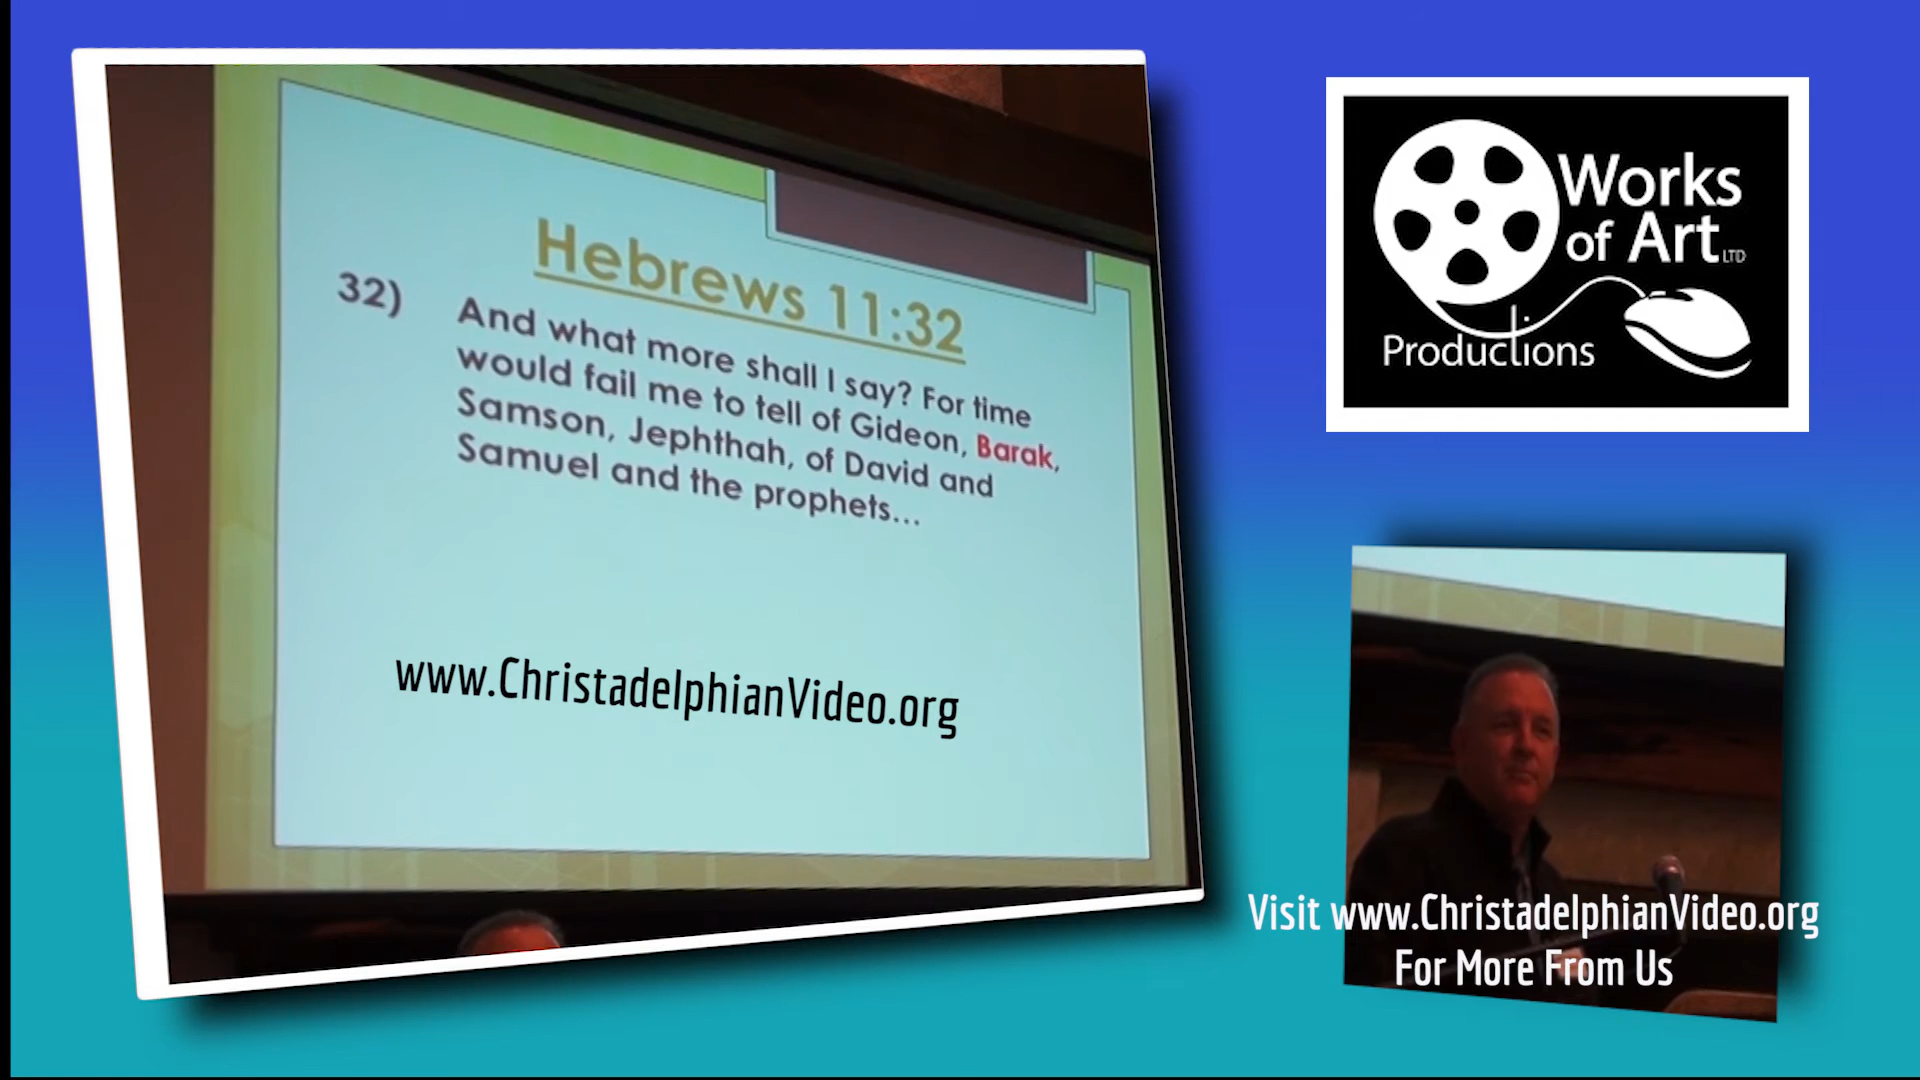 Hebrews 11:32
32) And what more shall I say? For time
would fail me to tell of Gideon, Barak,
Samson, Jephthah, of David and
Samuel and the prophets...
www.ChristadelphianVideo.org
Works
of Art LTD
Productions
Visit www.ChristadelphianVideo.org
For More From Us